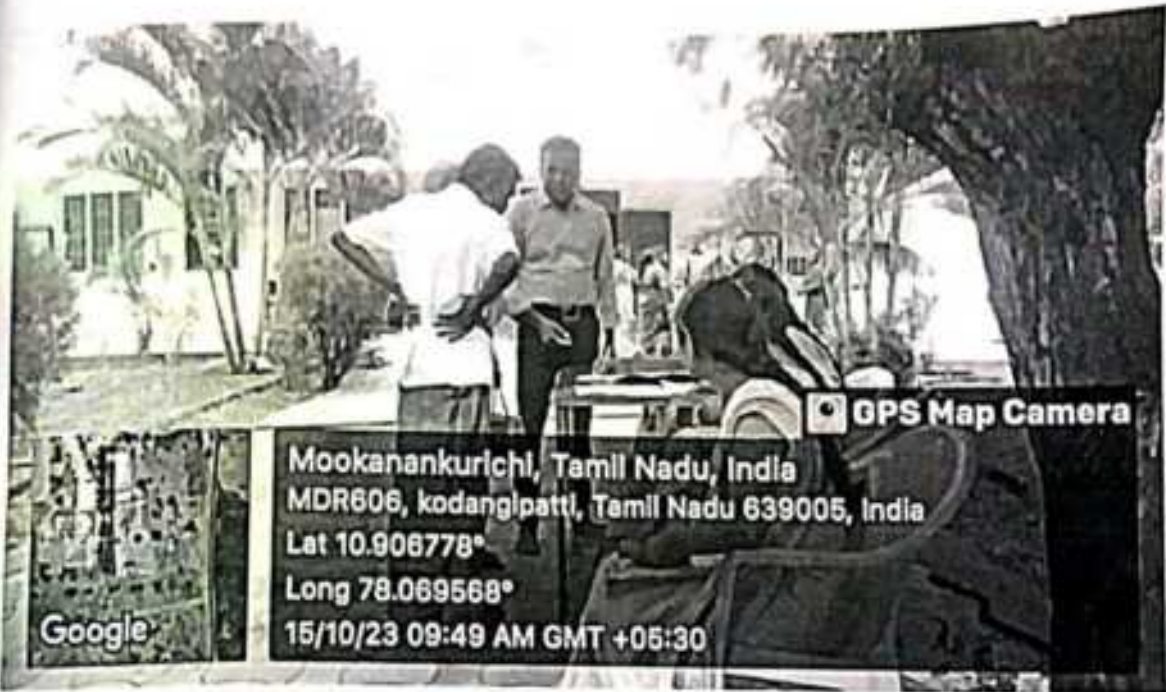 GPS Map Camera
Mookanankurichi, Tamil Nadu, India
MDR606, kodangipatti, Tamil Nadu 639005, India
Lat 10.906778°
Long 78.069568°
15/10/23 09:49 AM GMT +05:30
Google